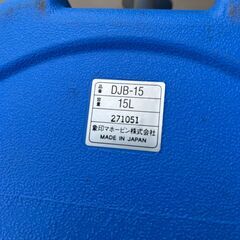 品番 DJB-15
容量 15L
271051
象印マホービン株式会社
MADE IN JAPAN